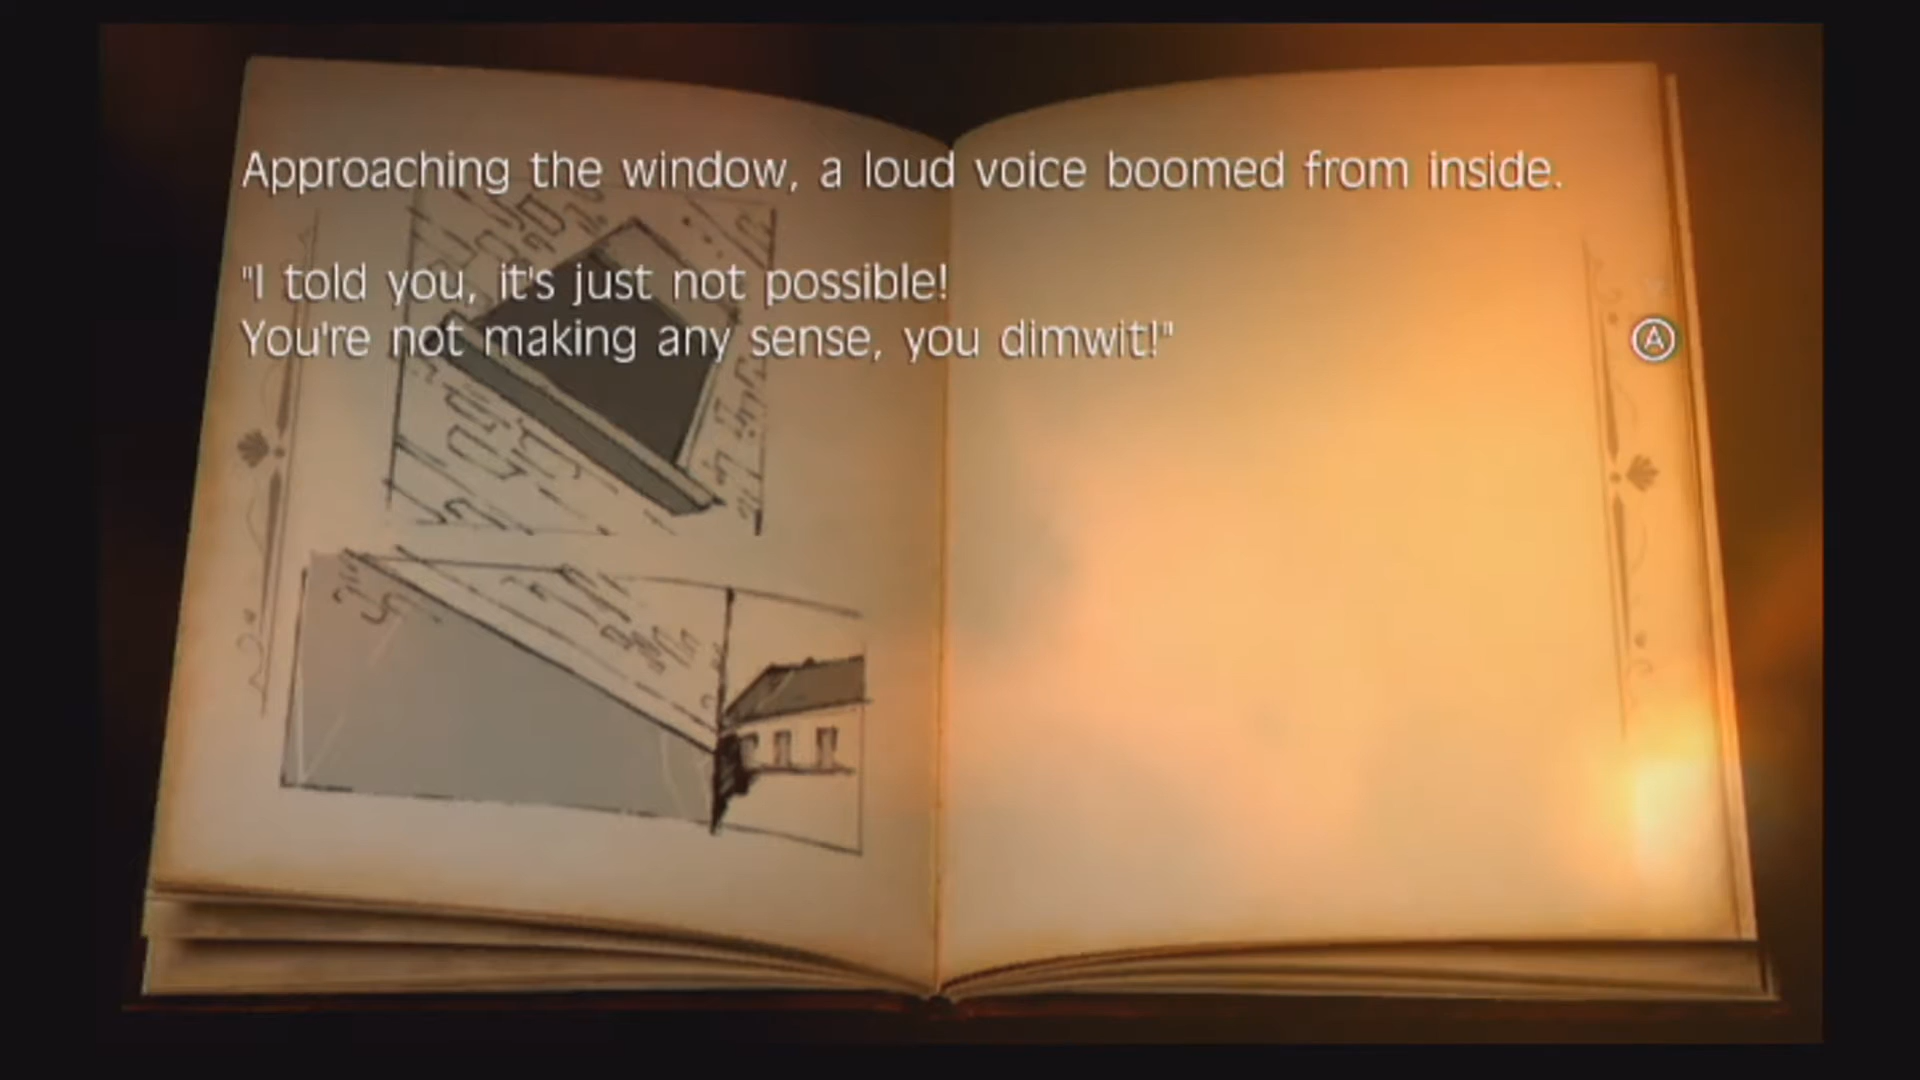 Approaching the window, a loud voice boomed from inside.
"I told you, it's just not possible!
You're not making any sense, you dimwit!"
A